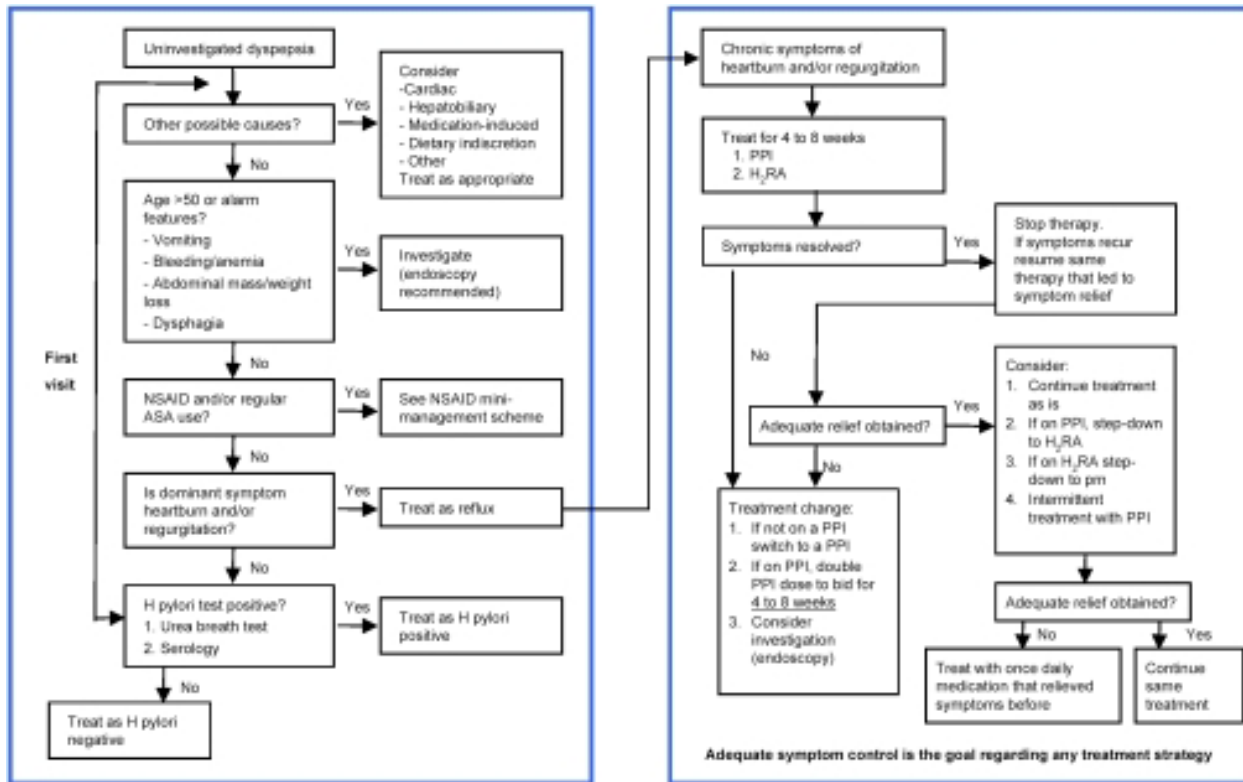 Uninvestigated dyspepsia
Other possible causes?
Yes
Consider
-Cardiac
- Hepatobiliary
- Medication-induced
- Dietary indiscretion
- Other
Treat as appropriate
No
Age >50 or alarm
features?
- Vomiting
- Bleeding/anemia
- Abdominal mass/weight
loss
- Dysphagia
Yes
Investigate
(endoscopy
recommended)
First
visit
No
NSAID and/or regular
ASA use?
Yes
See NSAID mini-
management scheme
No
Is dominant symptom
heartburn and/or
regurgitation?
Yes
Treat as reflux
No
H pylori test positive?
1. Urea breath test
2. Serology
Yes
Treat as H pylori
positive
No
Treat as H pylori
negative
Chronic symptoms of
heartburn and/or regurgitation
Treat for 4 to 8 weeks
1. PPI
2. H₂RA
Symptoms resolved?
Yes
Stop therapy.
If symptoms recur
resume same
therapy that led to
symptom relief
No
Adequate relief obtained?
Yes
Consider:
1. Continue treatment
as is
2. If on PPI, step-down
to H₂RA
3. If on H₂RA step-
down to prn
4. Intermittent
treatment with PPI
No
Treatment change:
1. If not on a PPI
switch to a PPI
2. If on PPI, double
PPI dose to bid for
4 to 8 weeks
3. Consider
investigation
(endoscopy)
Adequate relief obtained?
No
Yes
Treat with once daily
medication that relieved
symptoms before
Continue
same
treatment
Adequate symptom control is the goal regarding any treatment strategy